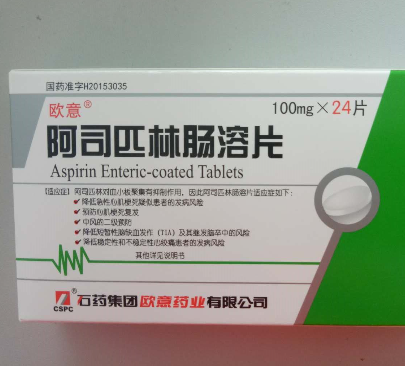 国药准字H20153035
欧意®
100mg×24片
阿司匹林肠溶片
Aspirin Enteric-coated Tablets
【适应症】阿司匹林对血小板聚集有抑制作用，因此阿司匹林肠溶片适应症如下：
降低急性心肌梗死疑似患者的发病风险
预防心肌梗死复发
中风的二级预防
降低短暂性脑缺血发作（TIA）及其继发脑卒中的风险
降低稳定性和不稳定性心绞痛患者的发病风险
其他详见说明书
CSPC
石药集团欧意药业有限公司